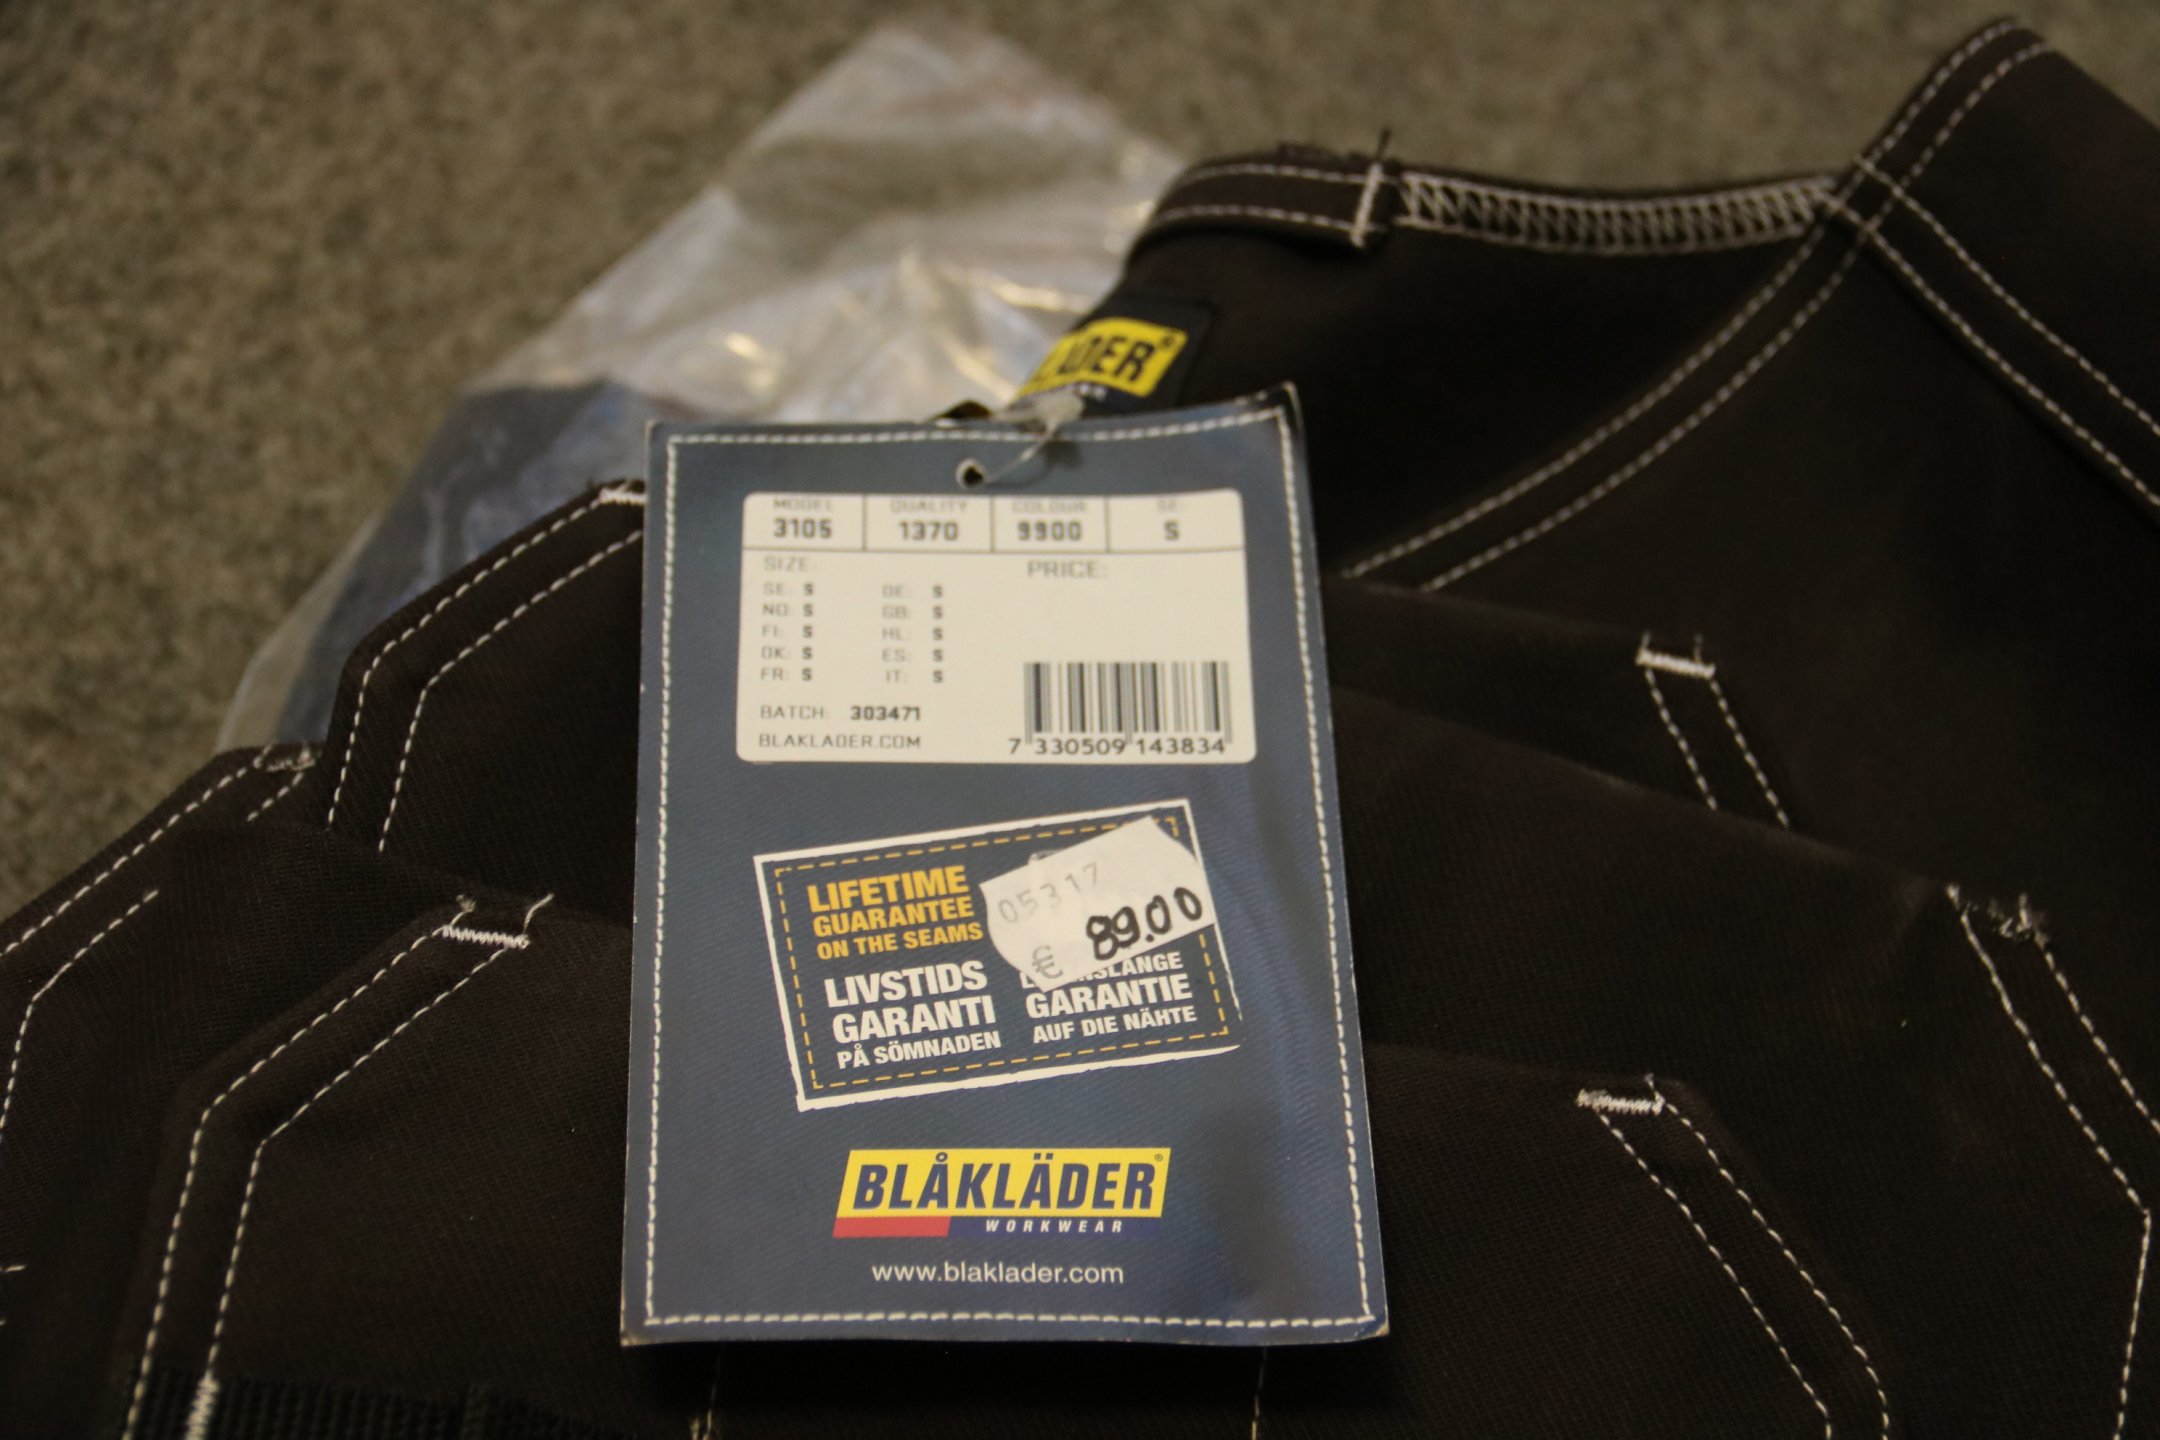 DER®
MODEL QUALITY COLOUR SE:
3105 1370 9900 S
SIZE: PRICE:
SE: S DE: S
NO: S GB: S
FI: S HL: S
DK: S ES: S
FR: S IT: S
BATCH: 303471
BLAKLADER.COM
7 330509 143834
05317
€ 89.00
LIFETIME
GUARANTEE
ON THE SEAMS
LIVSTIDS
GARANTI
PÅ SÖMNADEN
GARANTIE
AUF DIE NÄHTE
BLÅKLÄDER®
WORKWEAR
www.blaklader.com